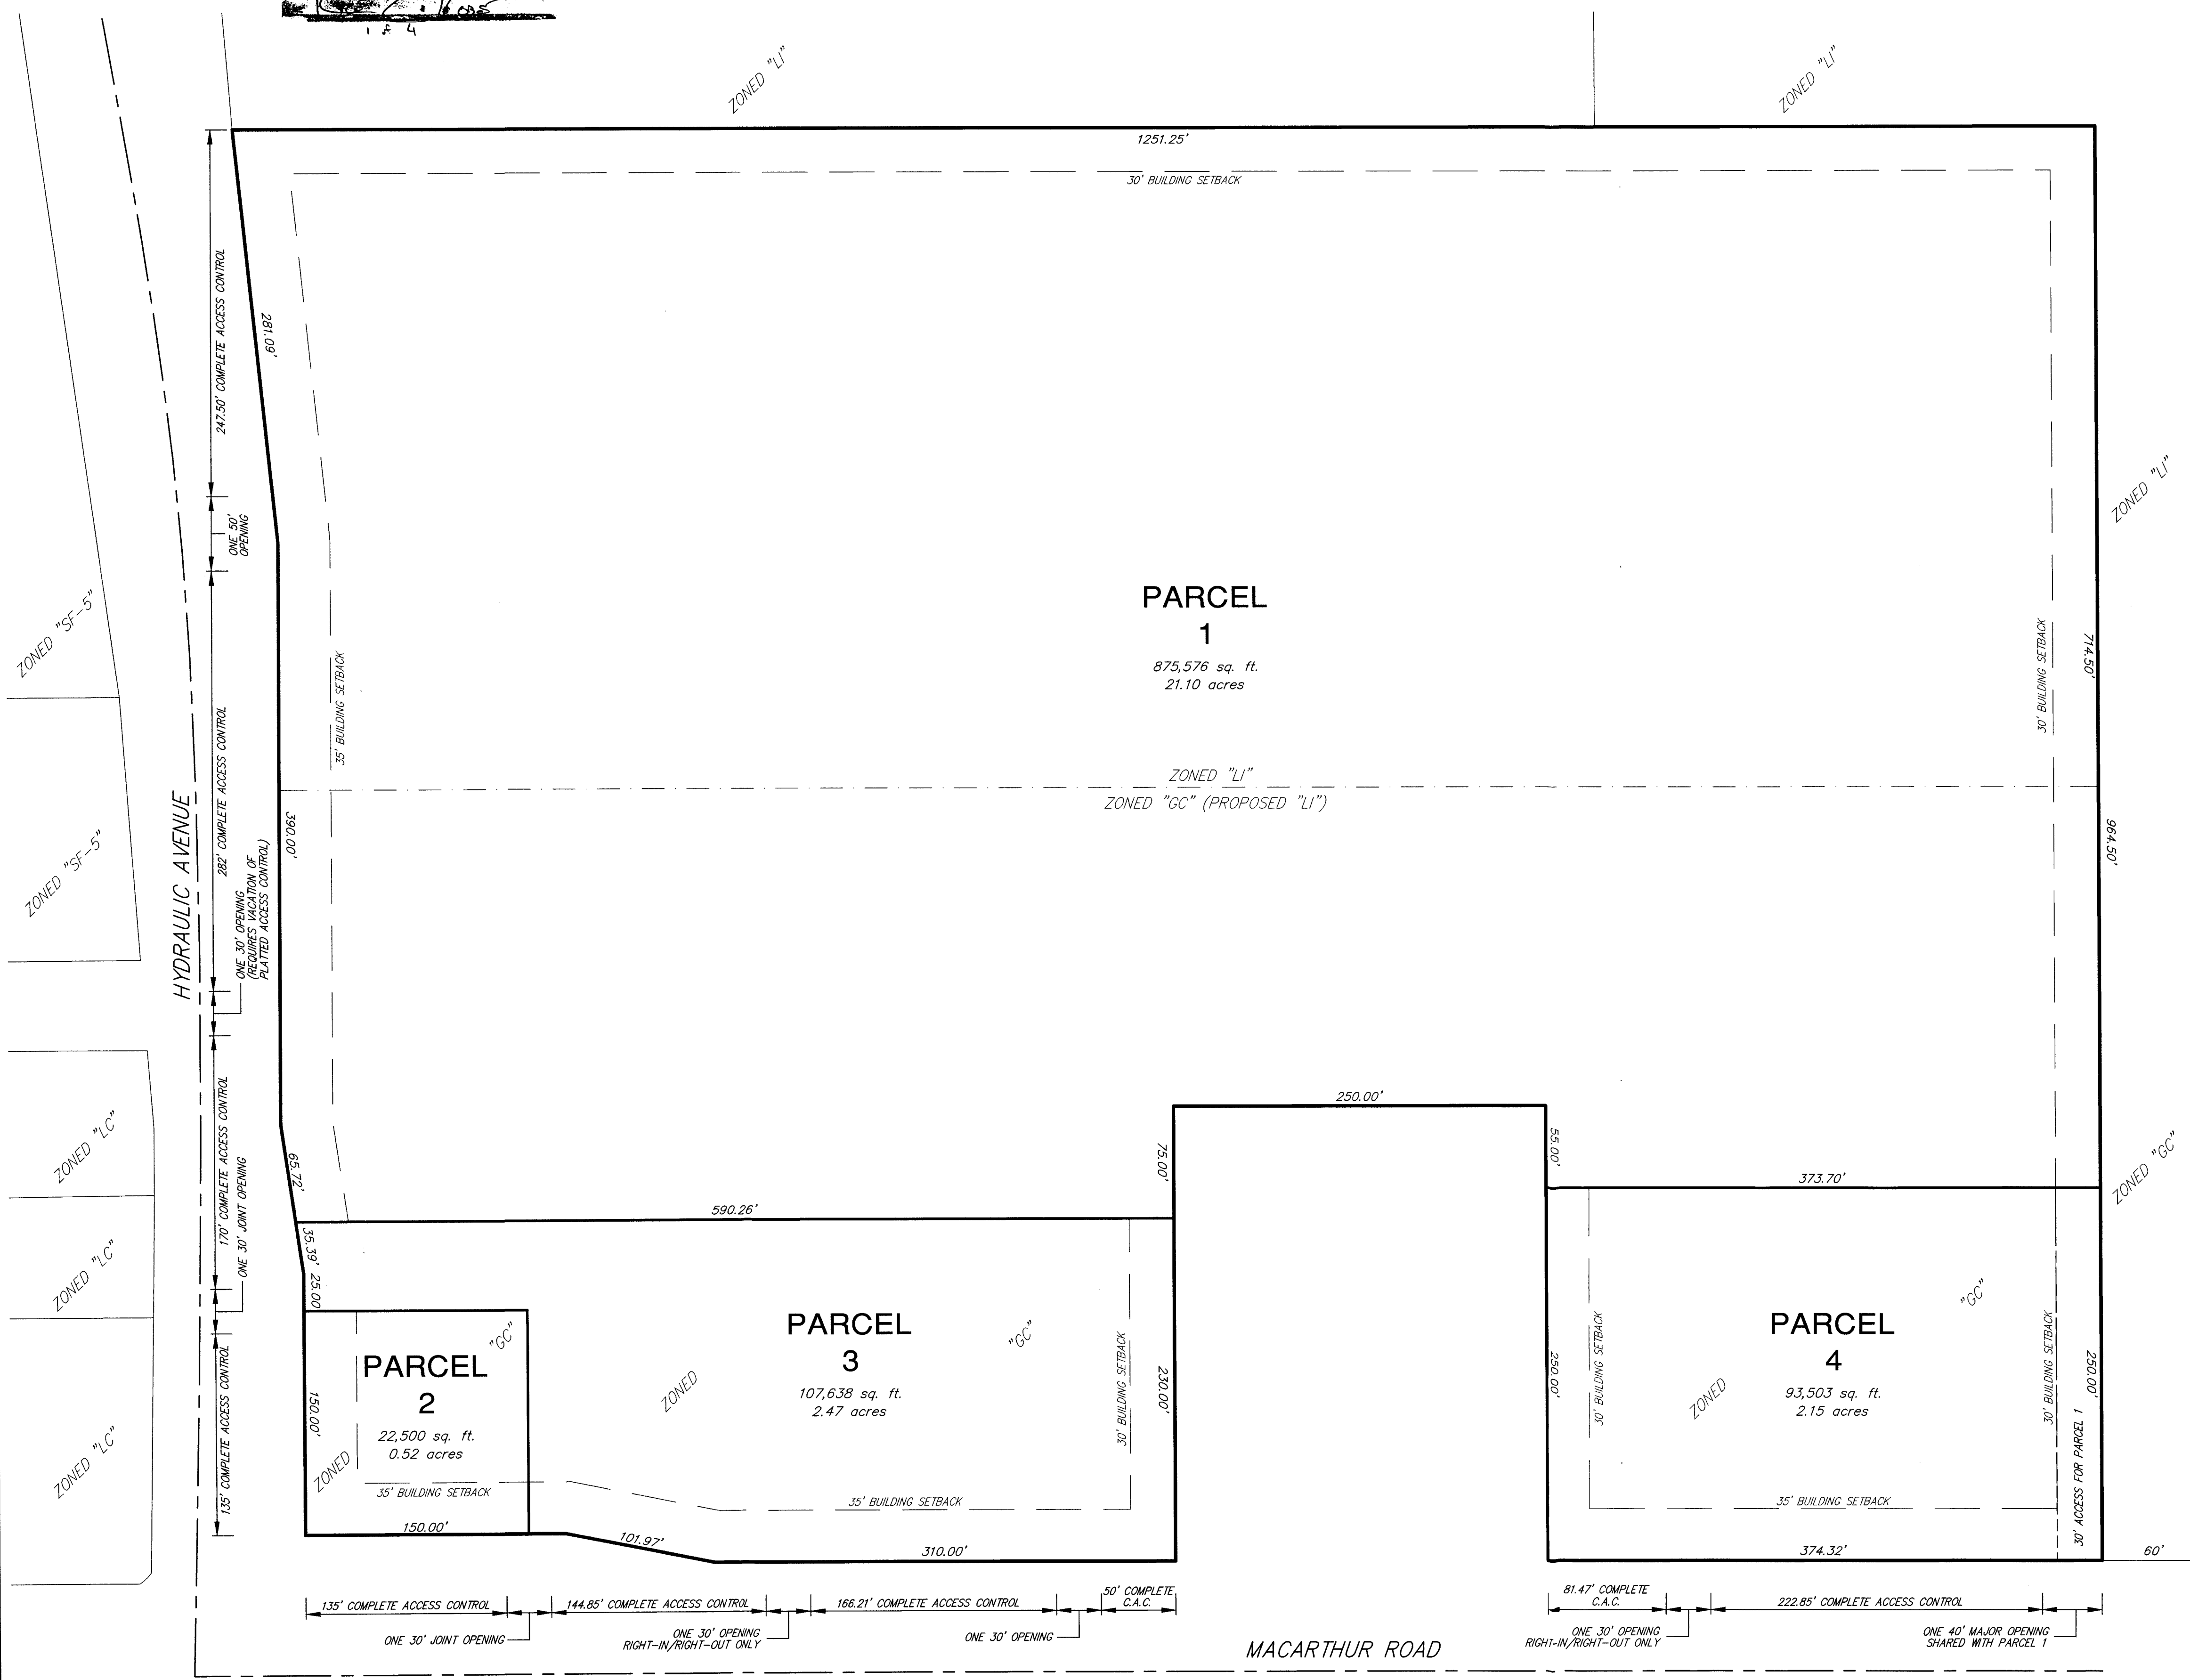 1 of 4
ZONED "LI"
ZONED "LI"
1251.25'
30' BUILDING SETBACK
247.50' COMPLETE ACCESS CONTROL
281.09'
ONE 50'
OPENING
ZONED "LI"
ZONED "SF-5"
35' BUILDING SETBACK
PARCEL
1
875,576 sq. ft.
21.10 acres
30' BUILDING SETBACK
714.50'
ZONED "LI"
ZONED "GC" (PROPOSED "LI")
282' COMPLETE ACCESS CONTROL
HYDRAULIC AVENUE
390.00'
964.50'
ZONED "SF-5"
ONE 30' OPENING
(REQUIRES VACATION OF
PLATTED ACCESS CONTROL)
250.00'
ZONED "LC"
170' COMPLETE ACCESS CONTROL
65.72'
75.00'
55.00'
373.70'
ZONED "GC"
590.26'
ONE 30' JOINT OPENING
35.39'
25.00
ZONED "LC"
135' COMPLETE ACCESS CONTROL
150.00'
PARCEL
2
22,500 sq. ft.
0.52 acres
ZONED
"GC"
35' BUILDING SETBACK
150.00'
PARCEL
3
107,638 sq. ft.
2.47 acres
ZONED
"GC"
30' BUILDING SETBACK
230.00'
35' BUILDING SETBACK
101.97'
310.00'
250.00'
30' BUILDING SETBACK
PARCEL
4
93,503 sq. ft.
2.15 acres
ZONED
"GC"
30' BUILDING SETBACK
250.00'
30' ACCESS FOR PARCEL 1
35' BUILDING SETBACK
374.32'
60'
ZONED "LC"
135' COMPLETE ACCESS CONTROL
144.85' COMPLETE ACCESS CONTROL
166.21' COMPLETE ACCESS CONTROL
50' COMPLETE
C.A.C.
81.47' COMPLETE
C.A.C.
222.85' COMPLETE ACCESS CONTROL
ONE 30' JOINT OPENING
ONE 30' OPENING
RIGHT-IN/RIGHT-OUT ONLY
ONE 30' OPENING
ONE 30' OPENING
RIGHT-IN/RIGHT-OUT ONLY
ONE 40' MAJOR OPENING
SHARED WITH PARCEL 1
MACARTHUR ROAD